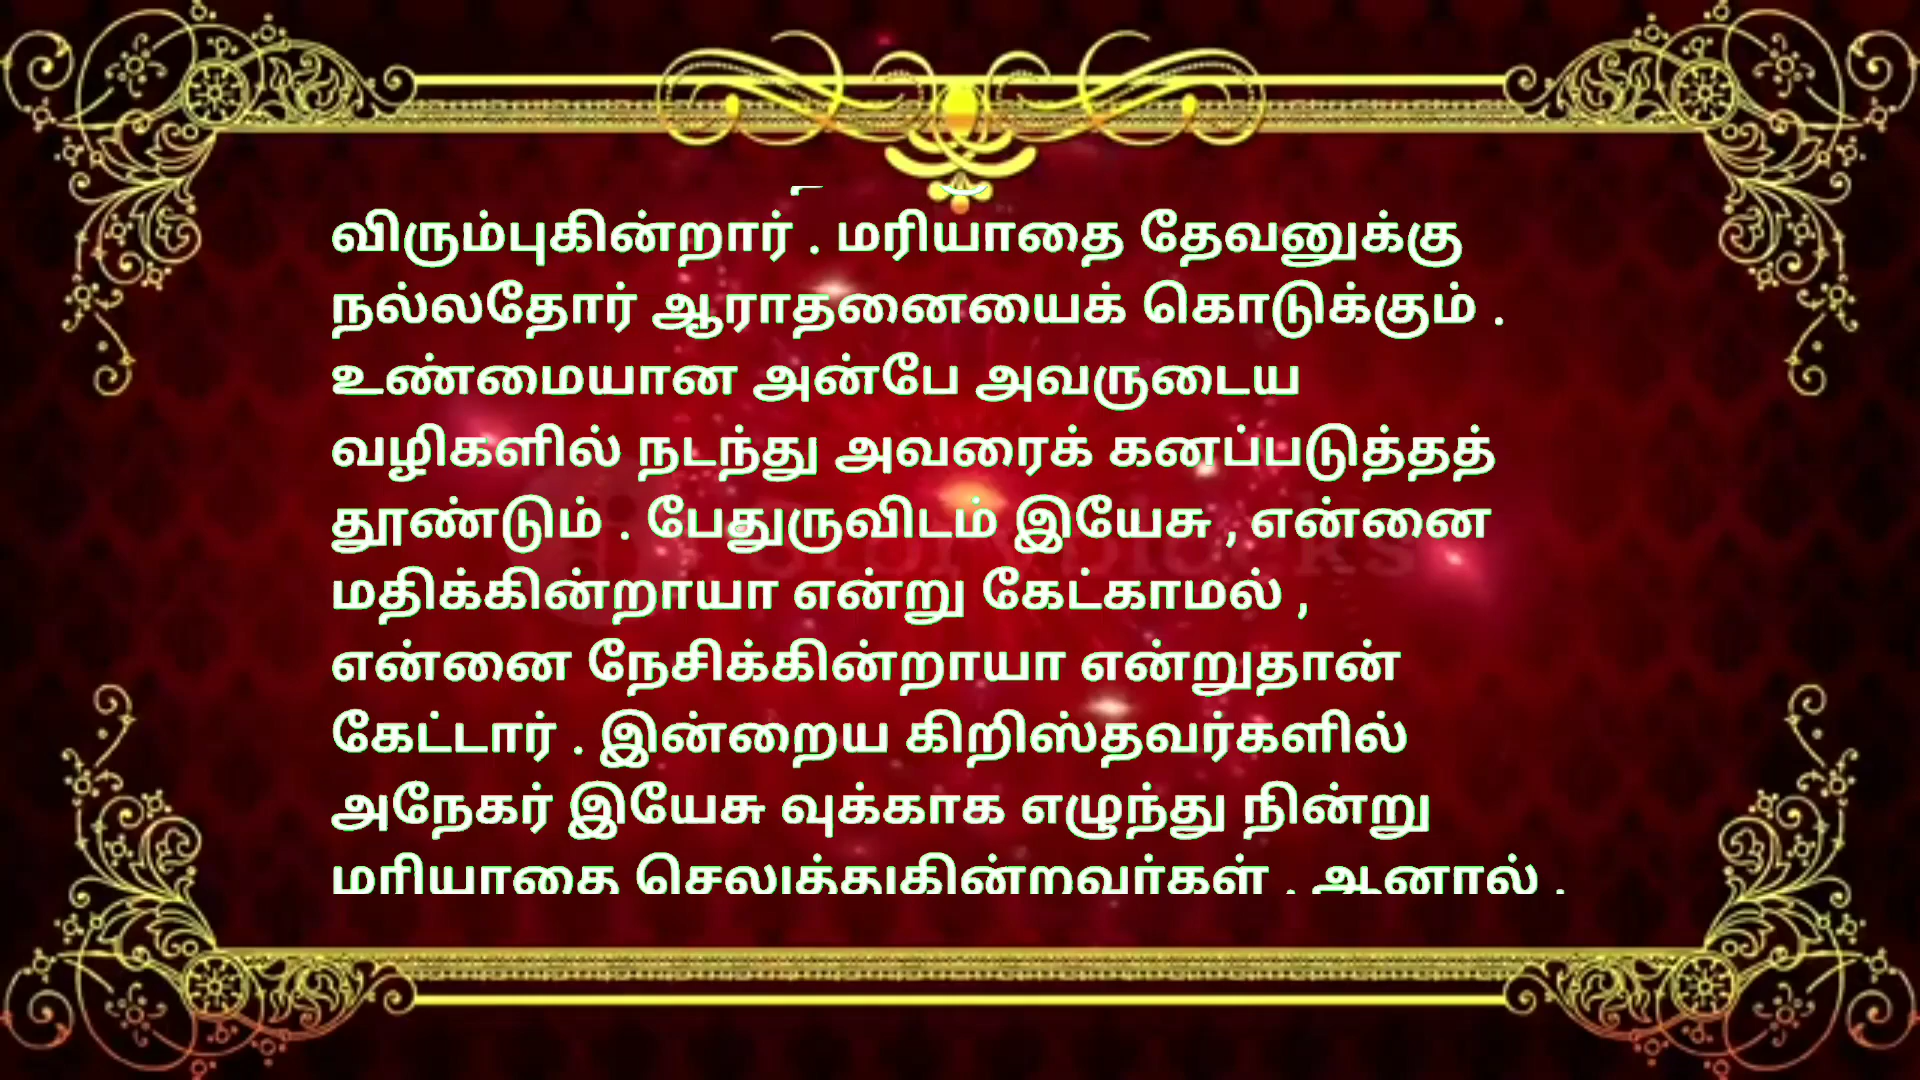 விரும்புகின்றார் . மரியாதை தேவனுக்கு
நல்லதோர் ஆராதனையைக் கொடுக்கும் .
உண்மையான அன்பே அவருடைய
வழிகளில் நடந்து அவரைக் கனப்படுத்தத்
தூண்டும் . பேதுருவிடம் இயேசு , என்னை
மதிக்கின்றாயா என்று கேட்காமல் ,
என்னை நேசிக்கின்றாயா என்றுதான்
கேட்டார் . இன்றைய கிறிஸ்தவர்களில்
அநேகர் இயேசு வுக்காக எழுந்து நின்று
மரியாதை செலுத்துகின்றவர்கள் . ஆனால் .
storyblocks